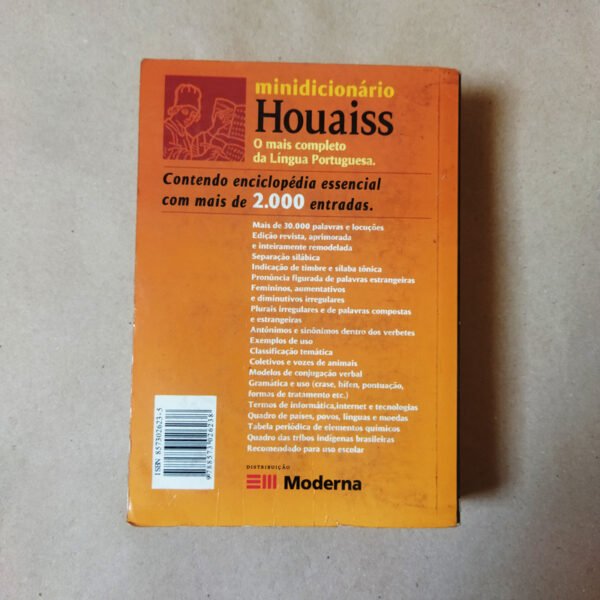 minidicionário
Houaiss
O mais completo
da Língua Portuguesa.
Contendo enciclopédia essencial
com mais de 2.000 entradas.
Mais de 30.000 palavras e locuções
Edição revista, aprimorada
e inteiramente remodelada
Separação silábica
Indicação de timbre e sílaba tônica
Pronúncia figurada de palavras estrangeiras
Femininos, aumentativos
e diminutivos irregulares
Plurais irregulares e de palavras compostas
e estrangeiras
Antônimos e sinônimos dentro dos verbetes
Exemplos de uso
Classificação temática
Coletivos e vozes de animais
Modelos de conjugação verbal
Gramática e uso (crase, hífen, pontuação,
formas de tratamento etc.)
Termos de informática,internet e tecnologias
Quadro de países, povos, línguas e moedas
Tabela periódica de elementos químicos
Quadro das tribos indígenas brasileiras
Recomendado para uso escolar
ISBN 857302623-5
9788573026238
DISTRIBUIÇÃO
Moderna